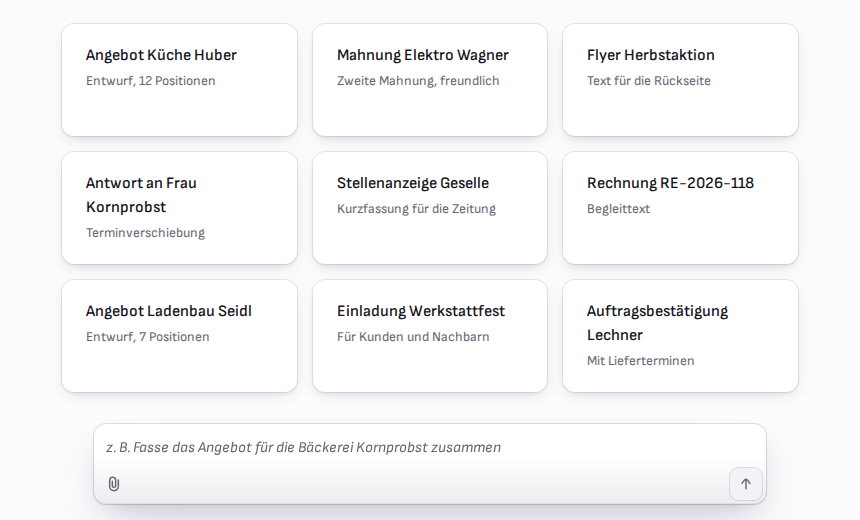 Angebot Küche Huber
Entwurf, 12 Positionen
Mahnung Elektro Wagner
Zweite Mahnung, freundlich
Flyer Herbstaktion
Text für die Rückseite
Antwort an Frau
Kornprobst
Terminverschiebung
Stellenanzeige Geselle
Kurzfassung für die Zeitung
Rechnung RE-2026-118
Begleittext
Angebot Ladenbau Seidl
Entwurf, 7 Positionen
Einladung Werkstattfest
Für Kunden und Nachbarn
Auftragsbestätigung
Lechner
Mit Lieferterminen
z. B. Fasse das Angebot für die Bäckerei Kornprobst zusammen